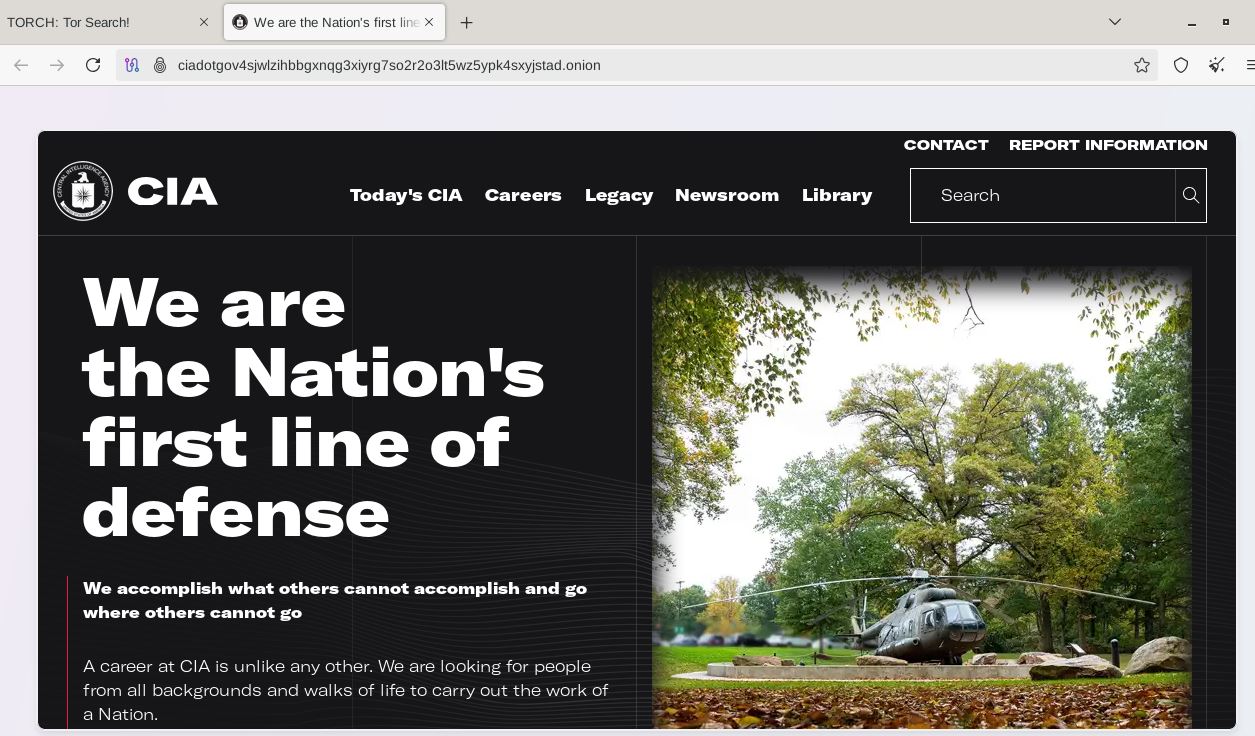 TORCH: Tor Search!
We are the Nation's first line
ciadotgov4sjwlzihbbgxnqg3xiyrg7so2r2o3lt5wz5ypk4sxyjstad.onion
CONTACT REPORT INFORMATION
CIA
Today's CIA Careers Legacy Newsroom Library
Search
We are
the Nation's
first line of
defense
We accomplish what others cannot accomplish and go
where others cannot go
A career at CIA is unlike any other. We are looking for people
from all backgrounds and walks of life to carry out the work of
a Nation.